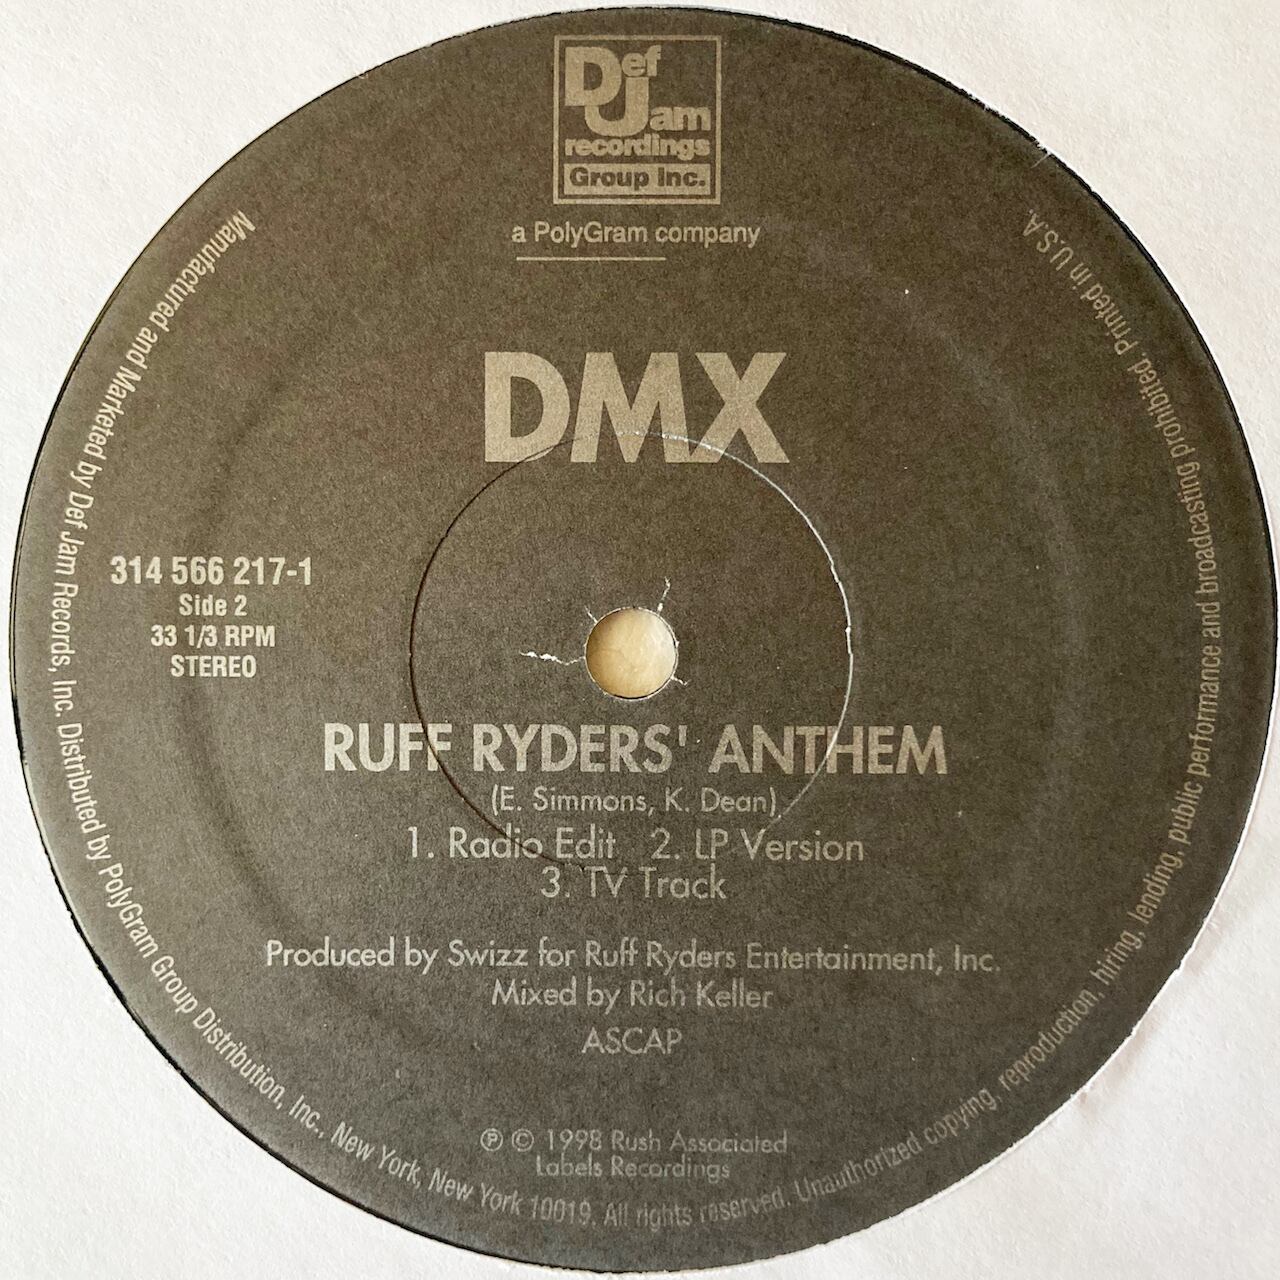 Def Jam
recordings
Group Inc.
a PolyGram company
DMX
314 566 217-1
Side 2
33 1/3 RPM
STEREO
RUFF RYDERS' ANTHEM
(E. Simmons, K. Dean)
1. Radio Edit 2. LP Version
3. TV Track
Produced by Swizz for Ruff Ryders Entertainment, Inc.
Mixed by Rich Keller
ASCAP
℗ © 1998 Rush Associated
Labels Recordings
Manufactured and Marketed by Def Jam Records, Inc. Distributed by PolyGram Group Distribution, Inc., New York, New York 10019. All rights reserved. Unauthorized copying, reproduction, hiring, lending, public performance and broadcasting prohibited. Printed in U.S.A.